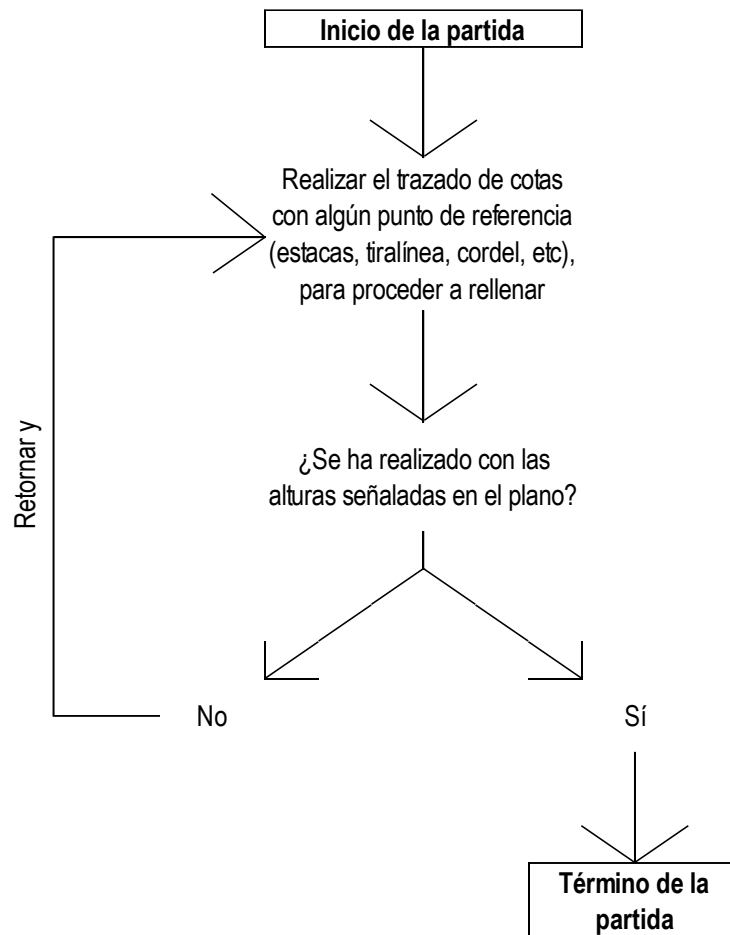 Inicio de la partida
Realizar el trazado de cotas
con algún punto de referencia
(estacas, tiralínea, cordel, etc),
para proceder a rellenar
Retornar y
¿Se ha realizado con las
alturas señaladas en el plano?
No
Sí
Término de la
partida